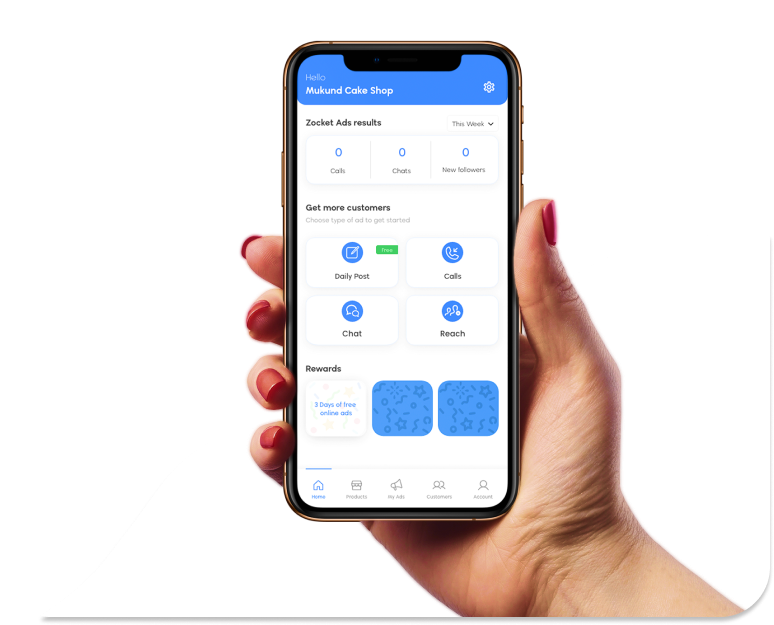 Hello
Mukund Cake Shop
Zocket Ads results
This Week
0 0 0
Calls Chats New followers
Get more customers
Choose type of ad to get started
Free
Daily Post Calls
Chat Reach
Rewards
3 Days of free
online ads
Home Products My Ads Customers Account